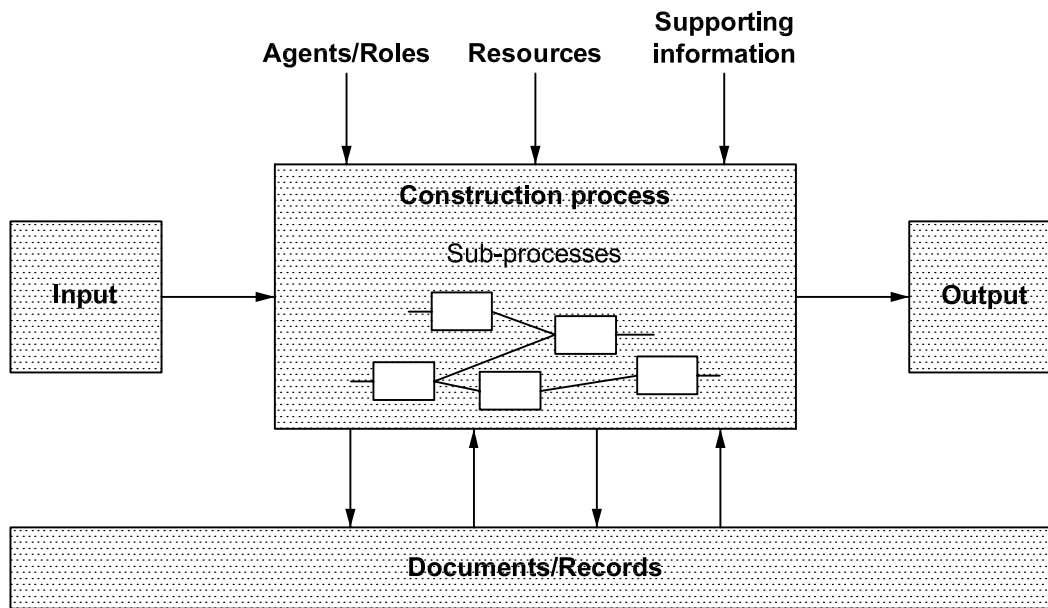 Supporting
information
Agents/Roles
Resources
Construction process
Sub-processes
Input
Output
Documents/Records